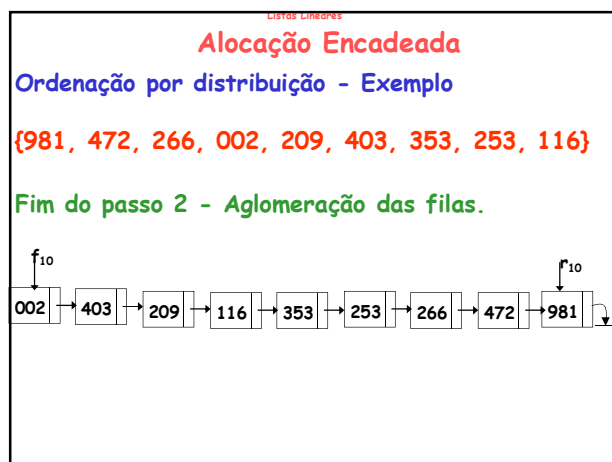 Listas Lineares
Alocação Encadeada
Ordenação por distribuição - Exemplo
{981, 472, 266, 002, 209, 403, 353, 253, 116}
Fim do passo 2 - Aglomeração das filas.
f10 r10
002 403 209 116 353 253 266 472 981